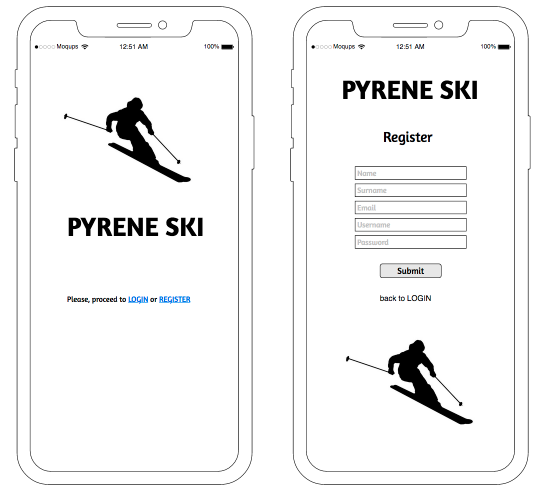 Moqups 12:51 AM 100%
PYRENE SKI
Please, proceed to LOGIN or REGISTER
Moqups 12:51 AM 100%
PYRENE SKI
Register
Name
Surname
Email
Username
Password
Submit
back to LOGIN